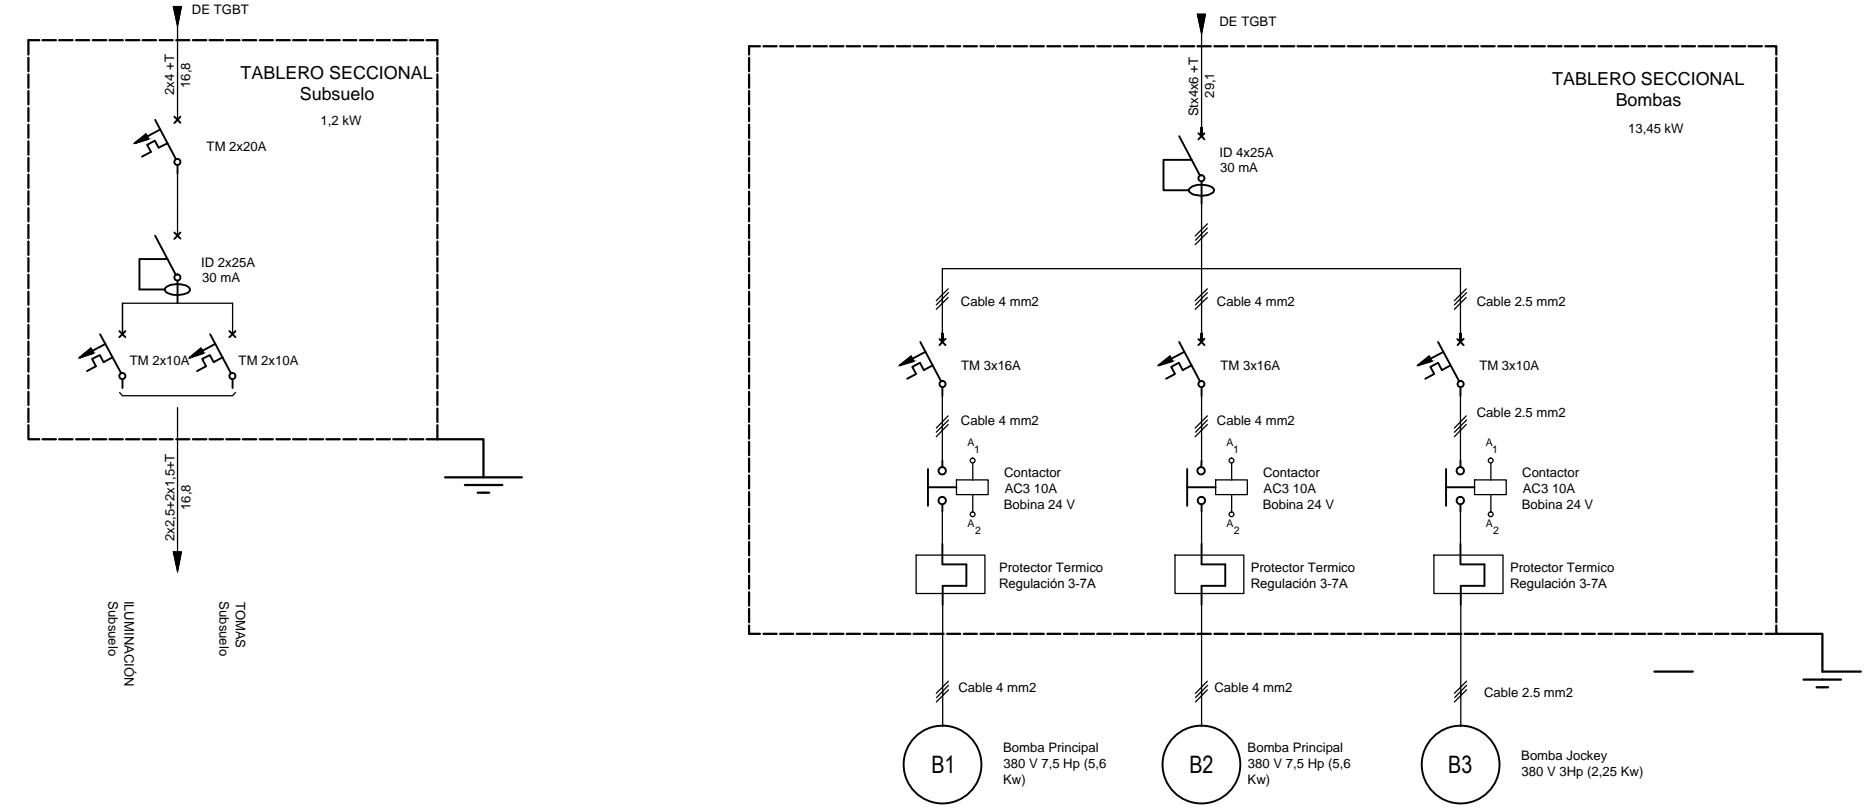 DE TGBT
2x4 +T
16,8
TABLERO SECCIONAL
Subsuelo
1,2 kW
TM 2x20A
ID 2x25A
30 mA
TM 2x10A
TM 2x10A
2x2,5+2x1,5+T
16,8
ILUMINACIÓN
Subsuelo
TOMAS
Subsuelo
DE TGBT
Stx4x6 +T
29,1
TABLERO SECCIONAL
Bombas
13,45 kW
ID 4x25A
30 mA
Cable 4 mm2
Cable 4 mm2
Cable 2.5 mm2
TM 3x16A
TM 3x16A
TM 3x10A
Cable 4 mm2
Cable 4 mm2
Cable 2.5 mm2
A1
Contactor
AC3 10A
Bobina 24 V
A2
A1
Contactor
AC3 10A
Bobina 24 V
A2
A1
Contactor
AC3 10A
Bobina 24 V
A2
Protector Termico
Regulación 3-7A
Protector Termico
Regulación 3-7A
Protector Termico
Regulación 3-7A
Cable 4 mm2
Cable 4 mm2
Cable 2.5 mm2
B1
Bomba Principal
380 V 7,5 Hp (5,6
Kw)
B2
Bomba Principal
380 V 7,5 Hp (5,6
Kw)
B3
Bomba Jockey
380 V 3Hp (2,25 Kw)